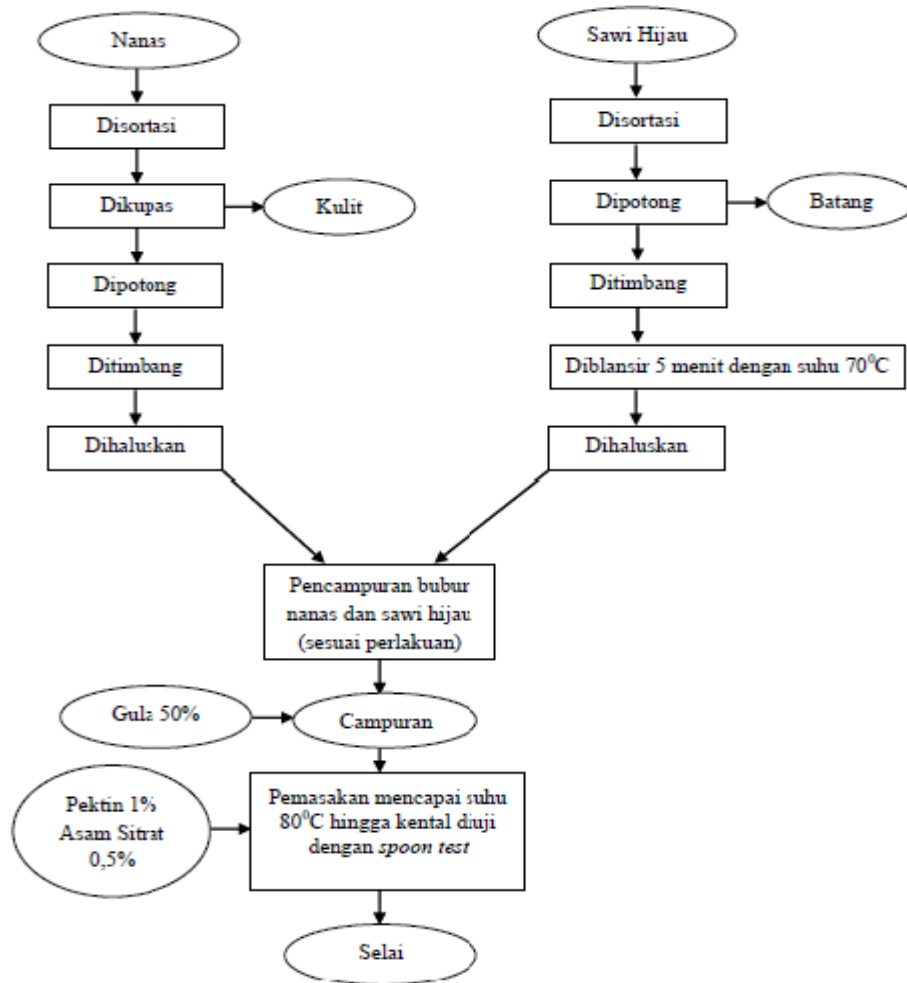 Nanas
Disortasi
Dikupas
Kulit
Dipotong
Ditimbang
Dihaluskan
Sawi Hijau
Disortasi
Dipotong
Batang
Ditimbang
Diblansir 5 menit dengan suhu 70⁰C
Dihaluskan
Pencampuran bubur
nanas dan sawi hijau
(sesuai perlakuan)
Gula 50%
Campuran
Pektin 1%
Asam Sitrat
0,5%
Pemasakan mencapai suhu
80⁰C hingga kental diuji
dengan spoon test
Selai